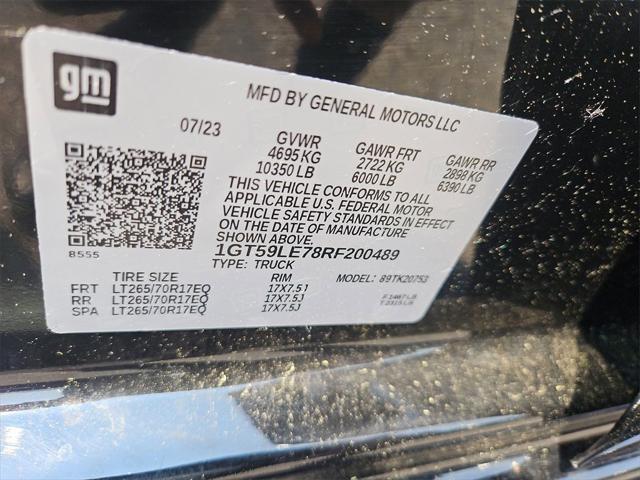 gm
MFD BY GENERAL MOTORS LLC
07/23
GVWR GAWR FRT GAWR RR
4695 KG 2722 KG 2898 KG
10350 LB 6000 LB 6390 LB
THIS VEHICLE CONFORMS TO ALL
APPLICABLE U.S. FEDERAL MOTOR
VEHICLE SAFETY STANDARDS IN EFFECT
ON THE DATE OF MANUFACTURE
SHOWN ABOVE.
8555
1GT59LE78RF200489
TYPE: TRUCK MODEL: 89TK20753
TIRE SIZE RIM
FRT LT265/70R17EQ 17X7.5J
RR LT265/70R17EQ 17X7.5J
SPA LT265/70R17EQ 17X7.5J